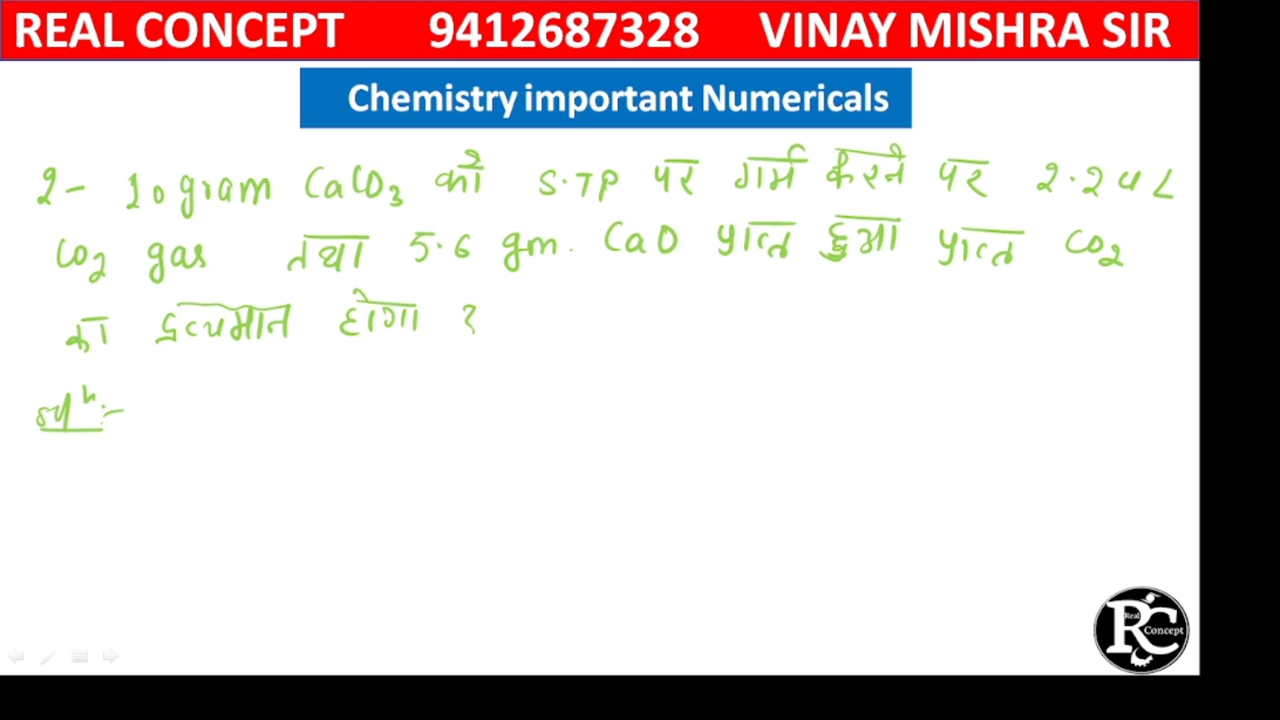 REAL CONCEPT 9412687328 VINAY MISHRA SIR
Chemistry important Numericals
2- 10 gram CaCO3 को S.TP पर गर्म करने पर 2.24 L
CO2 gas तथा 5.6 gm. CaO प्राप्त हुआ प्राप्त CO2
का द्रव्यमान होगा ?
Real
RC
Concept